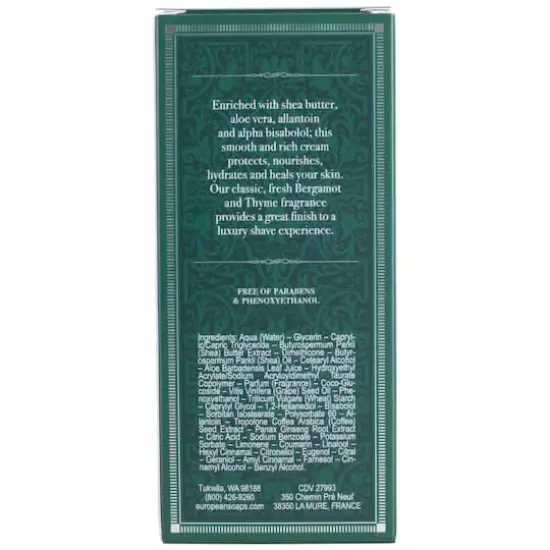 Enriched with shea butter,
aloe vera, allantoin
and alpha bisabolol; this
smooth and rich cream
protects, nourishes,
hydrates and heals your skin.
Our classic, fresh Bergamot
and Thyme fragrance
provides a great finish to a
luxury shave experience.
FREE OF PARABENS
& PHENOXYETHANOL
Ingredients: Aqua (Water) – Glycerin – Capryl-
ic/Capric Triglyceride – Butyrospermum Parkii
(Shea) Butter Extract – Dimethicone – Butyr-
ospermum Parkii (Shea) Oil – Cetearyl Alcohol
– Aloe Barbadensis Leaf Juice – Hydroxyethyl
Acrylate/Sodium Acryloyldimethyl Taurate
Copolymer – Parfum (Fragrance) – Coco-Glu-
coside – Vitis Vinifera (Grape) Seed Oil – Phe-
noxyethanol – Triticum Vulgare (Wheat) Starch
– Caprylyl Glycol – 1,2-Hexanediol – Bisabolol
– Sorbitan Isostearate – Polysorbate 60 – Al-
lantoin – Tropolone Coffea Arabica (Coffee)
Seed Extract – Panax Ginseng Root Extract
– Citric Acid – Sodium Benzoate – Potassium
Sorbate – Limonene – Coumarin – Linalool –
Hexyl Cinnamal – Citronellol – Eugenol – Citral
– Geraniol – Amyl Cinnamal – Farnesol – Cin-
namyl Alcohol – Benzyl Alcohol.
Tukwila, WA 98188
(800) 426-9260
europeansoaps.com
CDV 27993
350 Chemin Pré Neuf
38350 LA MURE, FRANCE